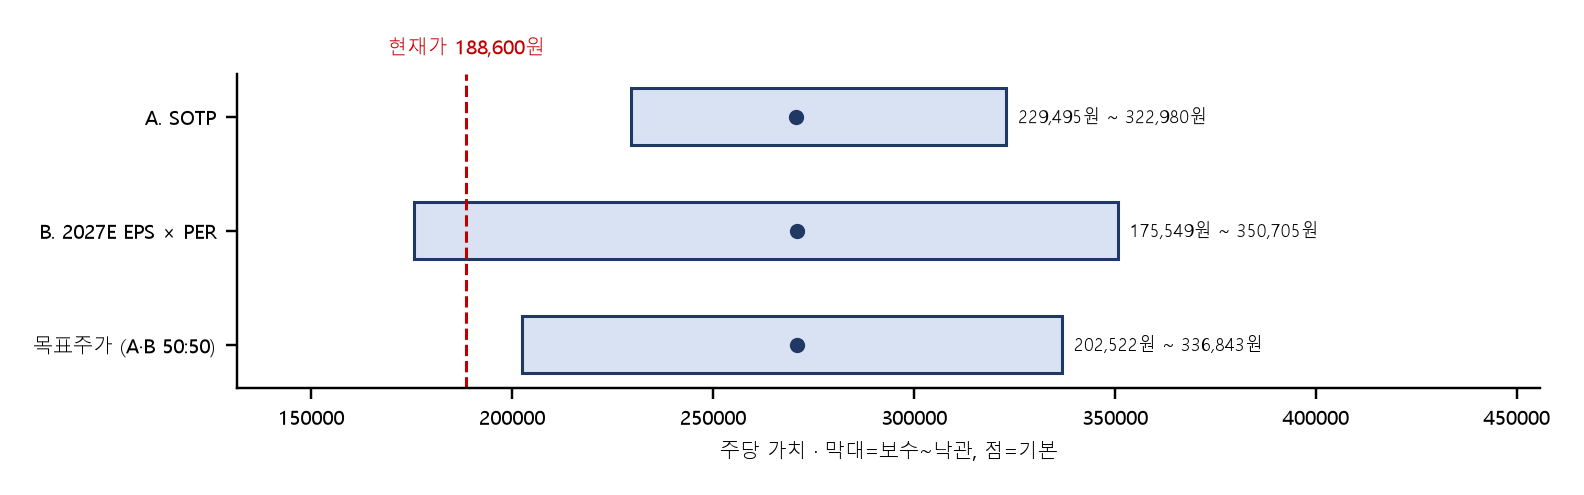 현재가 188,600원
A. SOTP
229,495원 ~ 322,980원
B. 2027E EPS × PER
175,549원 ~ 350,705원
목표주가 (A·B 50:50)
202,522원 ~ 336,843원
150000 200000 250000 300000 350000 400000 450000
주당 가치 · 막대=보수~낙관, 점=기본